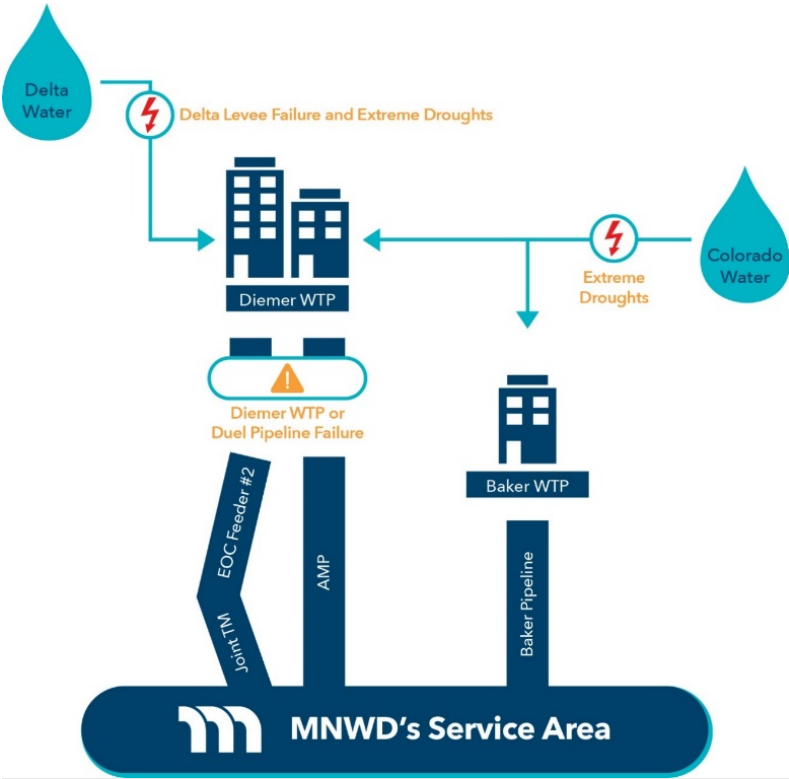 Delta
Water
Delta Levee Failure and Extreme Droughts
Colorado
Water
Extreme
Droughts
Diemer WTP
Diemer WTP or
Duel Pipeline Failure
Baker WTP
EOC Feeder #2
Joint TM
AMP
Baker Pipeline
m MNWD's Service Area